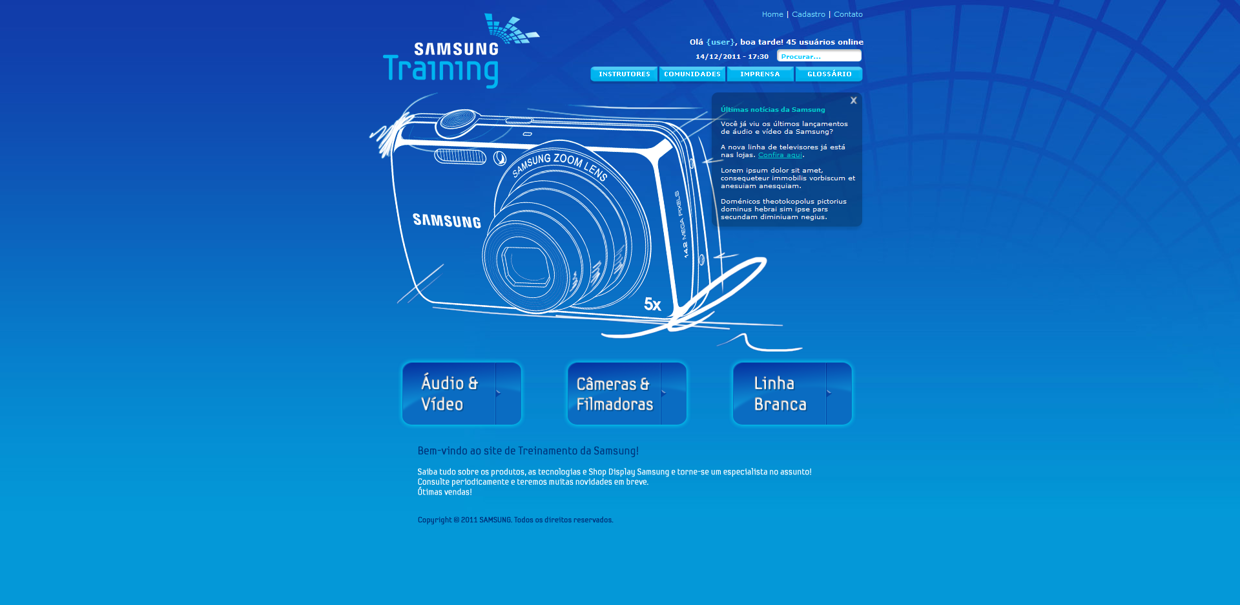 Home | Cadastro | Contato
SAMSUNG
Training
Olá {user}, boa tarde! 45 usuários online
14/12/2011 - 17:30 Procurar...
INSTRUTORES COMUNIDADES IMPRENSA GLOSSÁRIO
X
Últimas notícias da Samsung
Você já viu os últimos lançamentos
de áudio e vídeo da Samsung?
A nova linha de televisores já está
nas lojas. Confira aqui.
Lorem ipsum dolor sit amet,
consequeteur immobilis vorbiscum et
anesuiam anesquiam.
Doménicos theotokopolus pictorius
dominus hebrai sim ipse pars
secundam diminiuam negius.
SAMSUNG ZOOM LENS
SAMSUNG
14.2 MEGA PIXELS
5x
Áudio &
Vídeo
Câmeras &
Filmadoras
Linha
Branca
Bem-vindo ao site de Treinamento da Samsung!
Saiba tudo sobre os produtos, as tecnologias e Shop Display Samsung e torne-se um especialista no assunto!
Consulte periodicamente e teremos muitas novidades em breve.
Ótimas vendas!
Copyright © 2011 SAMSUNG. Todos os direitos reservados.